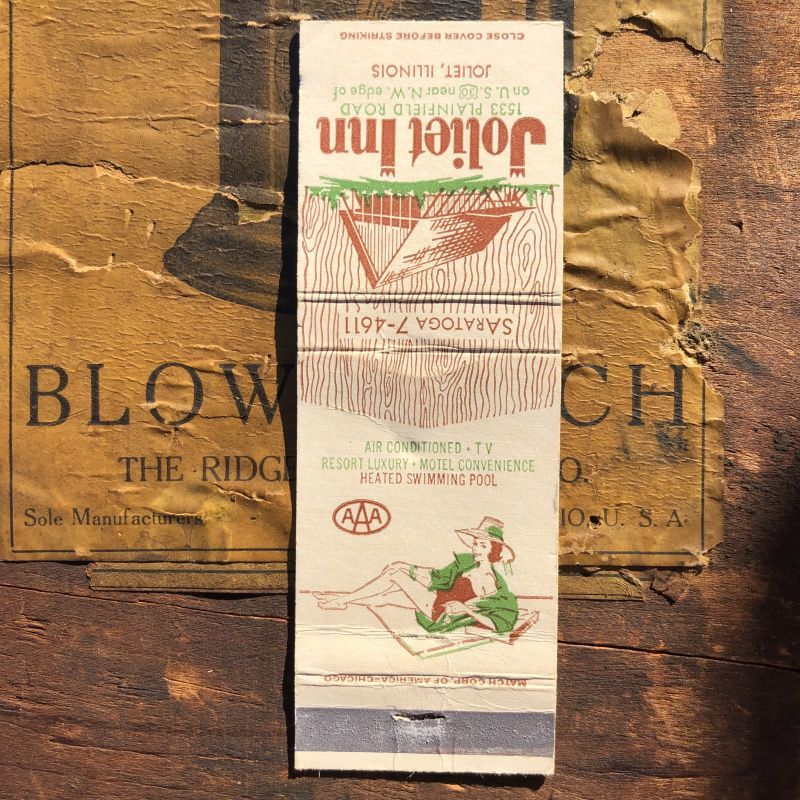 CLOSE COVER BEFORE STRIKING
JOLIET, ILLINOIS
on U.S. 30 near N.W. edge of
1533 PLAINFIELD ROAD
Joliet Inn
SARATOGA 7-4611
AIR CONDITIONED • TV
RESORT LUXURY • MOTEL CONVENIENCE
HEATED SWIMMING POOL
AAA
MATCH CORP. OF AMERICA-CHICAGO
BLOW CH
THE RIDGE O.
Sole Manufacturers IO, U. S. A.